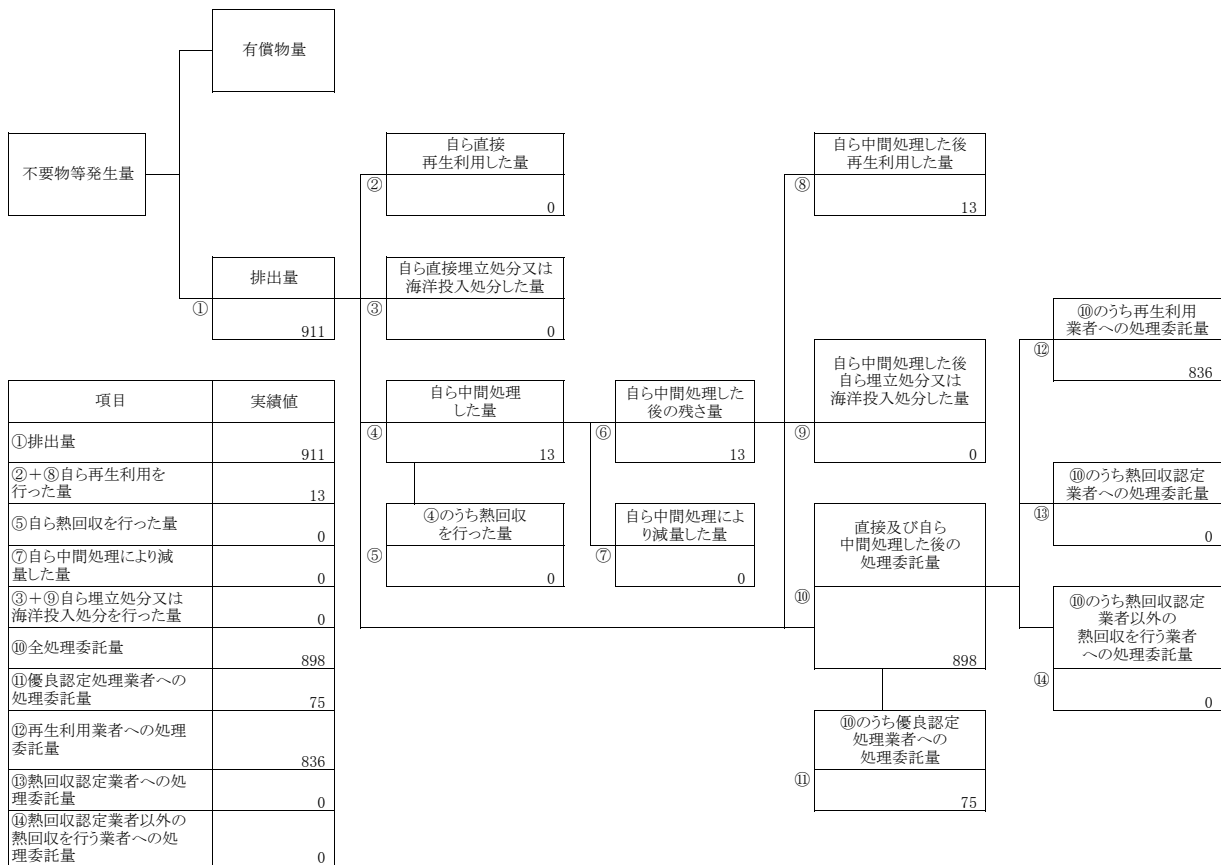 有償物量
不要物等発生量
自ら直接
再生利用した量
②
0
自ら中間処理した後
再生利用した量
⑧
13
排出量
①
911
自ら直接埋立処分又は
海洋投入処分した量
③
0
⑩のうち再生利用
業者への処理委託量
⑫
836
自ら中間処理
した量
④
13
自ら中間処理した
後の残さ量
⑥
13
自ら中間処理した後
自ら埋立処分又は
海洋投入処分した量
⑨
0
④のうち熱回収
を行った量
⑤
0
自ら中間処理によ
り減量した量
⑦
0
直接及び自ら
中間処理した後の
処理委託量
⑩
898
⑩のうち熱回収認定
業者への処理委託量
⑬
0
⑩のうち熱回収認定
業者以外の
熱回収を行う業者
への処理委託量
⑭
0
⑩のうち優良認定
処理業者への
処理委託量
⑪
75
項目 実績値
①排出量
911
②+⑧自ら再生利用を
行った量 13
⑤自ら熱回収を行った量
0
⑦自ら中間処理により減
量した量 0
③+⑨自ら埋立処分又は
海洋投入処分を行った量 0
⑩全処理委託量
898
⑪優良認定処理業者への
処理委託量 75
⑫再生利用業者への処理
委託量
836
⑬熱回収認定業者への処
理委託量 0
⑭熱回収認定業者以外の
熱回収を行う業者への処
理委託量 0